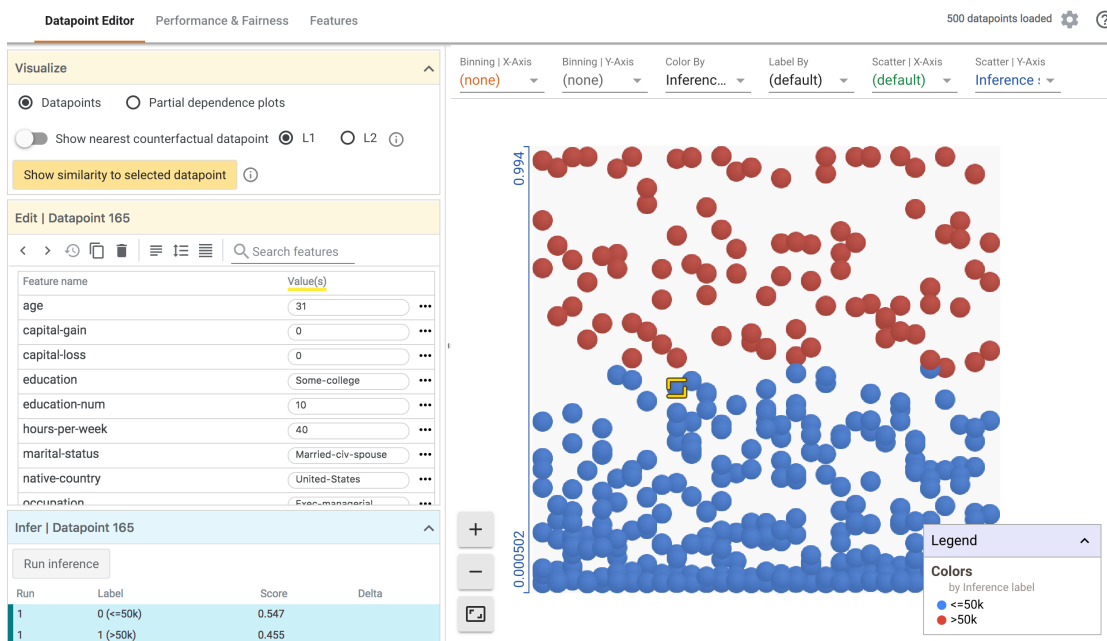 Datapoint Editor Performance & Fairness Features 500 datapoints loaded
Visualize
Datapoints Partial dependence plots
Show nearest counterfactual datapoint L1 L2
Show similarity to selected datapoint
Edit | Datapoint 165
Search features
Feature name Value(s)
age 31
capital-gain 0
capital-loss 0
education Some-college
education-num 10
hours-per-week 40
marital-status Married-civ-spouse
native-country United-States
occupation Exec-managerial
Infer | Datapoint 165
Run inference
Run Label Score Delta
1 0 (<=50k) 0.547
1 1 (>50k) 0.455
Binning | X-Axis Binning | Y-Axis Color By Label By Scatter | X-Axis Scatter | Y-Axis
(none) (none) Inferenc... (default) (default) Inference :
0.994
0.000502
Legend
Colors
by Inference label
<=50k
>50k